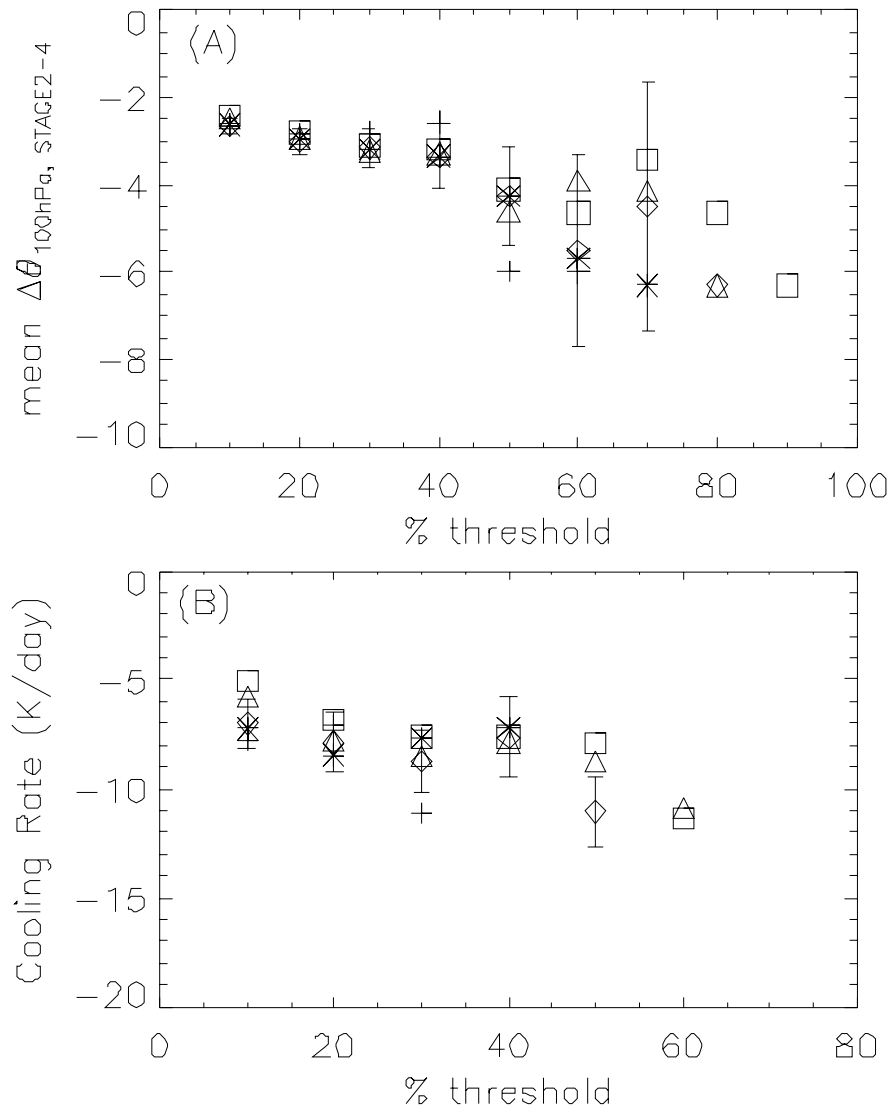 (A)
mean Δθ100hPa, STAGE2-4
0
-2
-4
-6
-8
-10
0 20 40 60 80 100
% threshold
(B)
Cooling Rate (K/day)
0
-5
-10
-15
-20
0 20 40 60 80
% threshold